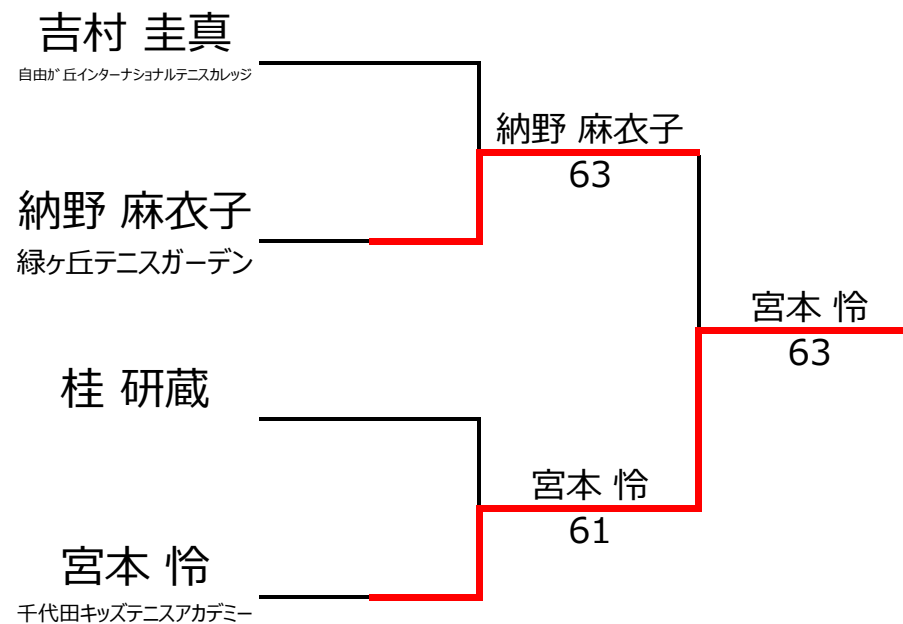 吉村 圭真
自由が丘インターナショナルテニスカレッジ
納野 麻衣子
63
納野 麻衣子
緑ヶ丘テニスガーデン
宮本 怜
63
桂 研蔵
宮本 怜
61
宮本 怜
千代田キッズテニスアカデミー